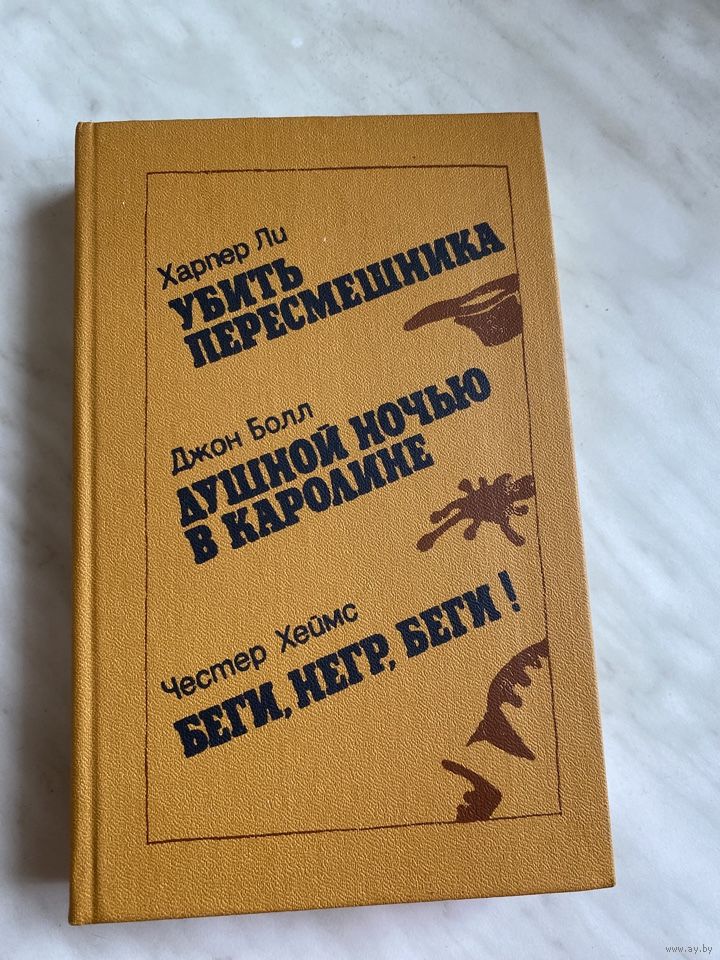 Харпер Ли
УБИТЬ
ПЕРЕСМЕШНИКА
Джон Болл
ДУШНОЙ НОЧЬЮ
В КАРОЛИНЕ
Честер Хеймс
БЕГИ, НЕГР, БЕГИ!
www.ay.by